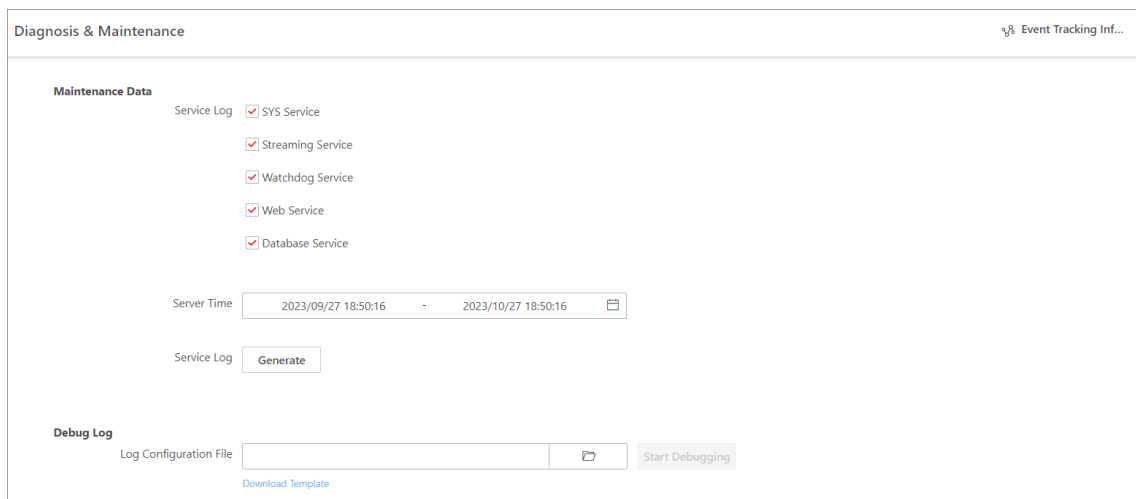 Diagnosis & Maintenance
Event Tracking Inf...
Maintenance Data
Service Log SYS Service
Streaming Service
Watchdog Service
Web Service
Database Service
Server Time 2023/09/27 18:50:16 - 2023/10/27 18:50:16
Service Log Generate
Debug Log
Log Configuration File Start Debugging
Download Template